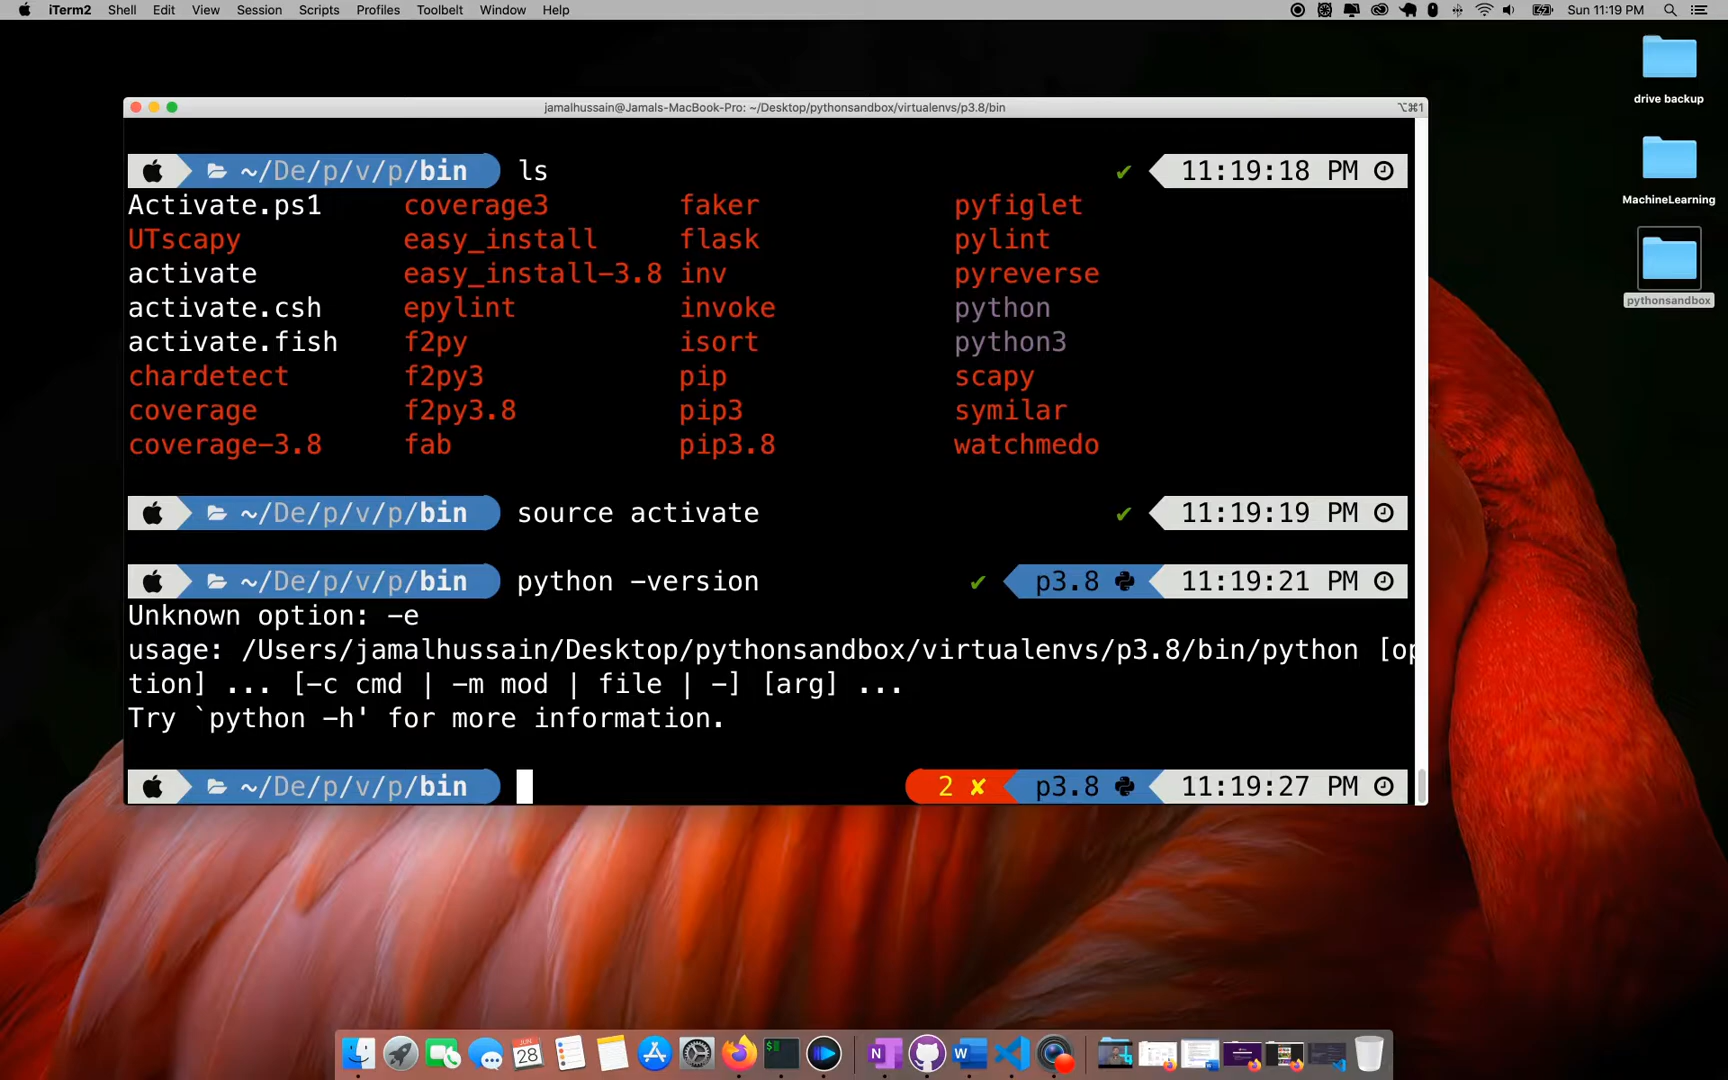 iTerm2 Shell Edit View Session Scripts Profiles Toolbelt Window Help Sun 11:19 PM
drive backup
MachineLearning
pythonsandbox
jamalhussain@Jamals-MacBook-Pro: ~/Desktop/pythonsandbox/virtualenvs/p3.8/bin ⌥⌘1
~/De/p/v/p/bin ls ✔ 11:19:18 PM
Activate.ps1 coverage3 faker pyfiglet
UTscapy easy_install flask pylint
activate easy_install-3.8 inv pyreverse
activate.csh epylint invoke python
activate.fish f2py isort python3
chardetect f2py3 pip scapy
coverage f2py3.8 pip3 symilar
coverage-3.8 fab pip3.8 watchmedo
~/De/p/v/p/bin source activate ✔ 11:19:19 PM
~/De/p/v/p/bin python -version ✔ p3.8 11:19:21 PM
Unknown option: -e
usage: /Users/jamalhussain/Desktop/pythonsandbox/virtualenvs/p3.8/bin/python [op
tion] ... [-c cmd | -m mod | file | -] [arg] ...
Try `python -h' for more information.
~/De/p/v/p/bin 2 ✘ p3.8 11:19:27 PM
JUN
28
$
N
W